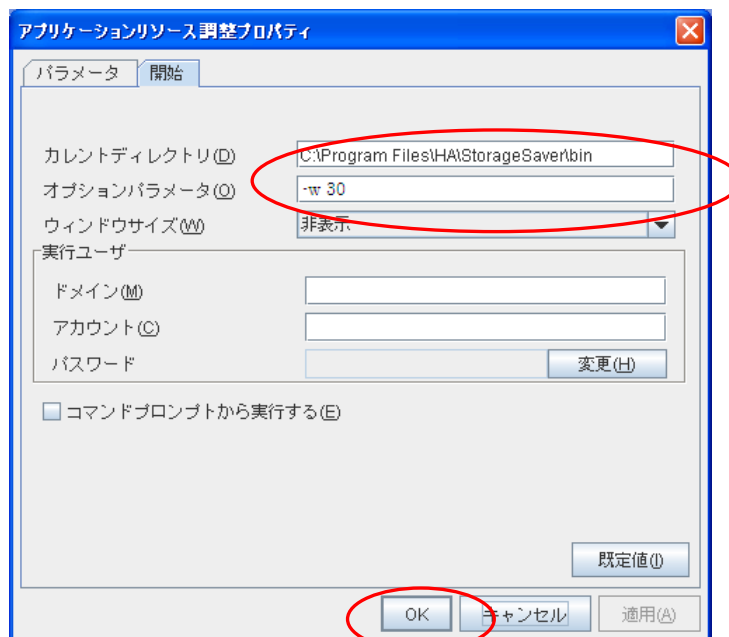 アプリケーションリソース調整プロパティ
パラメータ 開始
カレントディレクトリ(D) C:\Program Files\HA\StorageSaver\bin
オプションパラメータ(O) -w 30
ウィンドウサイズ(W) 非表示
実行ユーザ
ドメイン(M)
アカウント(C)
パスワード 変更(H)
コマンドプロンプトから実行する(E)
既定値(I)
OK キャンセル 適用(A)